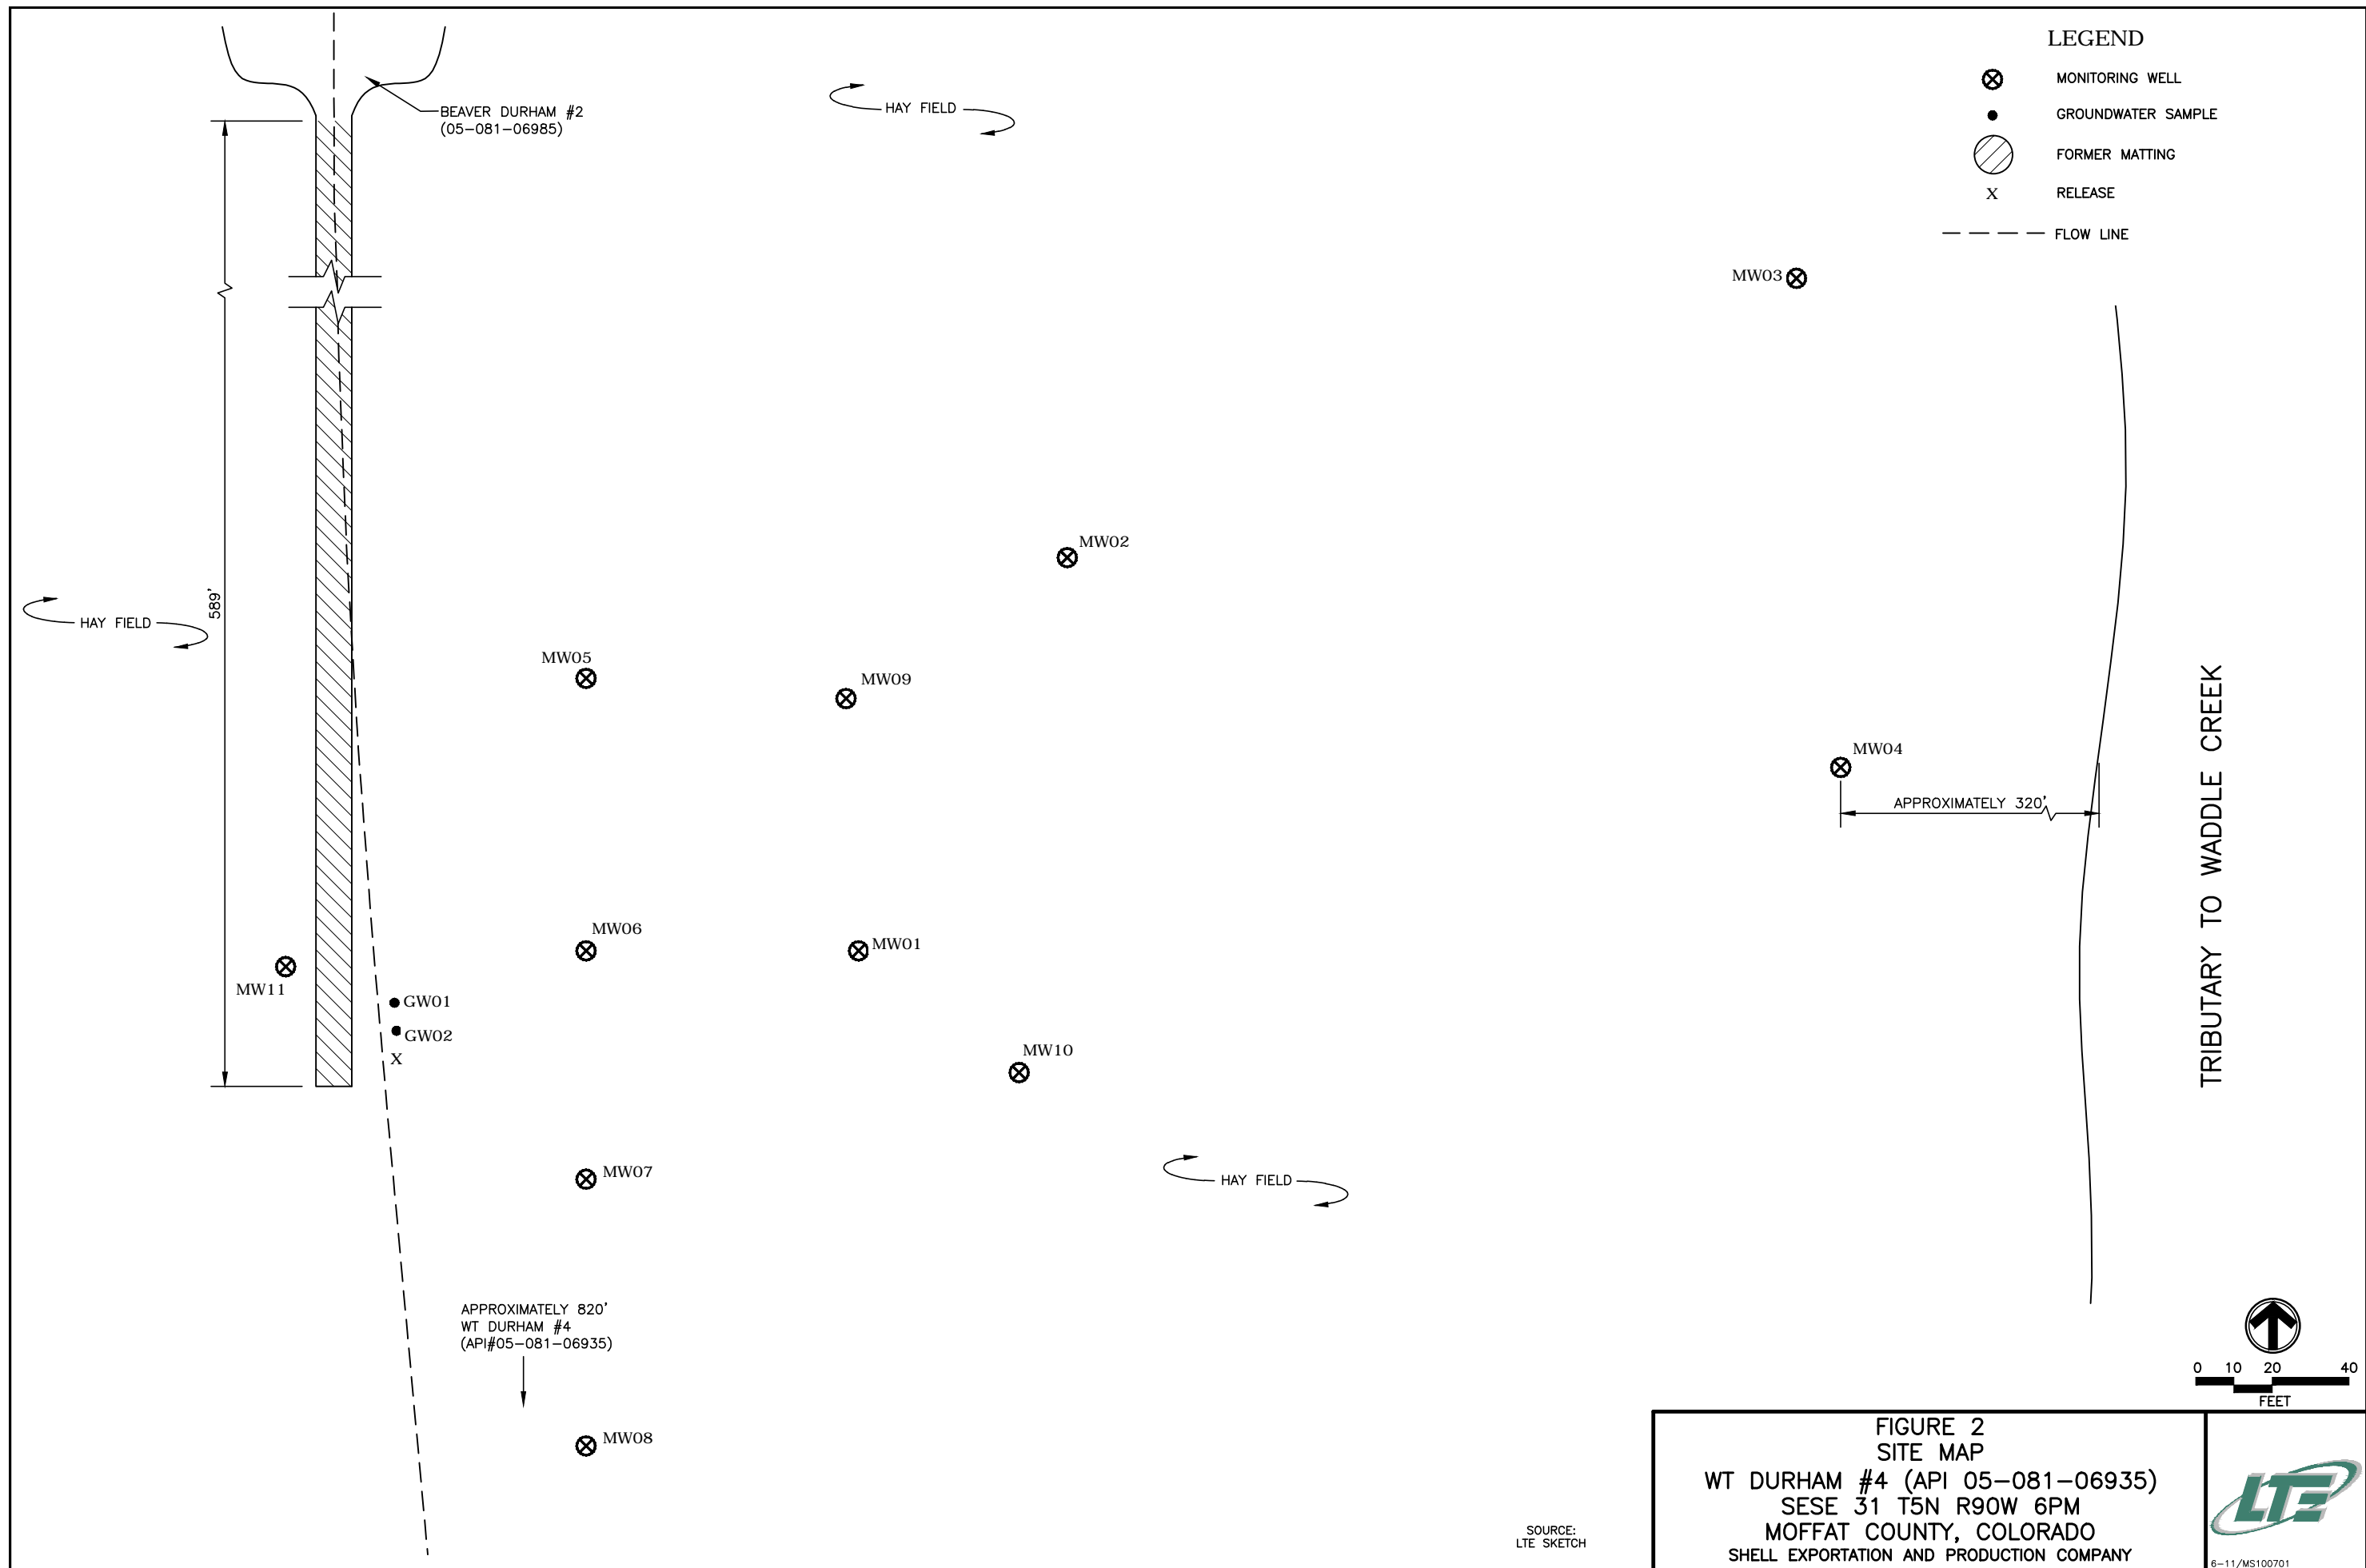 LEGEND
MONITORING WELL
GROUNDWATER SAMPLE
FORMER MATTING
X RELEASE
FLOW LINE
BEAVER DURHAM #2
(05-081-06985)
HAY FIELD
MW03
MW02
589'
HAY FIELD
MW05
MW09
MW04
APPROXIMATELY 320'
TRIBUTARY TO WADDLE CREEK
MW06
MW01
MW11
GW01
GW02
X
MW10
MW07
HAY FIELD
APPROXIMATELY 820'
WT DURHAM #4
(API#05-081-06935)
MW08
0 10 20 40
FEET
SOURCE:
LTE SKETCH
FIGURE 2
SITE MAP
WT DURHAM #4 (API 05-081-06935)
SESE 31 T5N R90W 6PM
MOFFAT COUNTY, COLORADO
SHELL EXPORTATION AND PRODUCTION COMPANY
LTE
6-11/MS100701